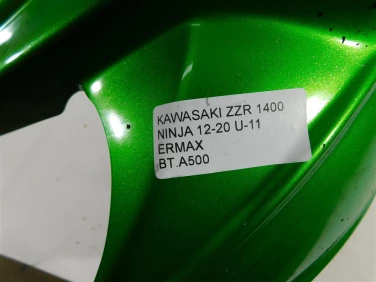 KAWASAKI ZZR 1400
NINJA 12-20 U-11
ERMAX
BT.A500